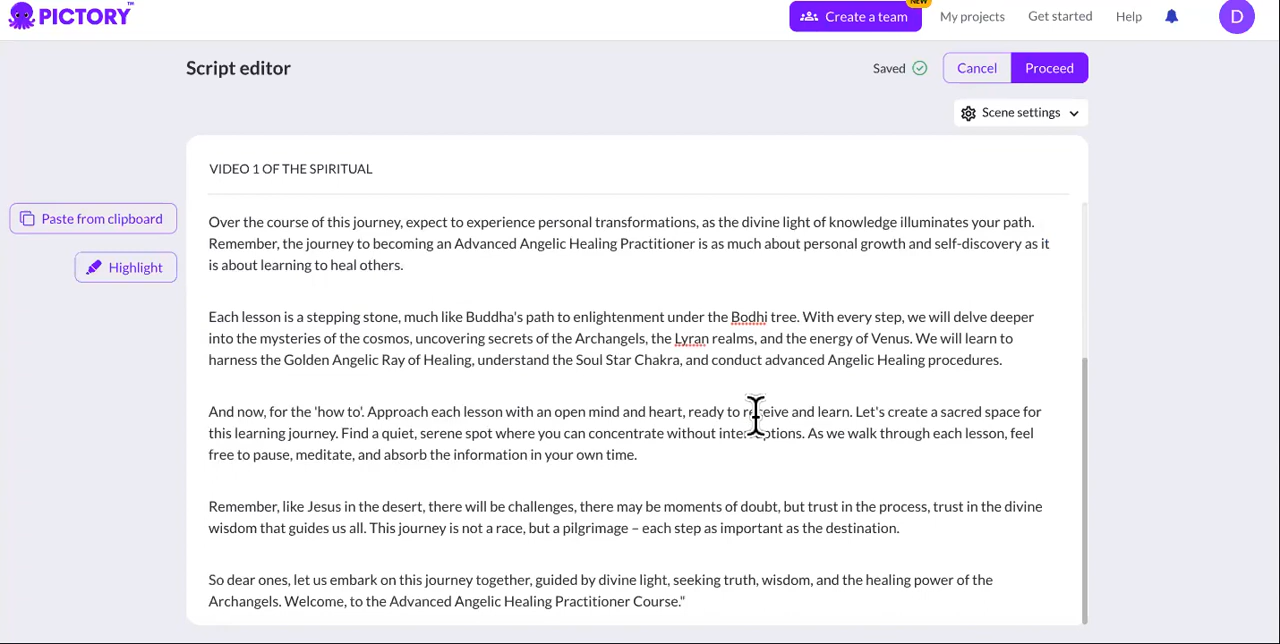 PICTORY™
NEW
Create a team
My projects
Get started
Help
D
Script editor
Saved
Cancel
Proceed
Scene settings
VIDEO 1 OF THE SPIRITUAL
Paste from clipboard
Highlight
Over the course of this journey, expect to experience personal transformations, as the divine light of knowledge illuminates your path.
Remember, the journey to becoming an Advanced Angelic Healing Practitioner is as much about personal growth and self-discovery as it
is about learning to heal others.
Each lesson is a stepping stone, much like Buddha's path to enlightenment under the Bodhi tree. With every step, we will delve deeper
into the mysteries of the cosmos, uncovering secrets of the Archangels, the Lyran realms, and the energy of Venus. We will learn to
harness the Golden Angelic Ray of Healing, understand the Soul Star Chakra, and conduct advanced Angelic Healing procedures.
And now, for the 'how to'. Approach each lesson with an open mind and heart, ready to receive and learn. Let's create a sacred space for
this learning journey. Find a quiet, serene spot where you can concentrate without interruptions. As we walk through each lesson, feel
free to pause, meditate, and absorb the information in your own time.
Remember, like Jesus in the desert, there will be challenges, there may be moments of doubt, but trust in the process, trust in the divine
wisdom that guides us all. This journey is not a race, but a pilgrimage – each step as important as the destination.
So dear ones, let us embark on this journey together, guided by divine light, seeking truth, wisdom, and the healing power of the
Archangels. Welcome, to the Advanced Angelic Healing Practitioner Course."